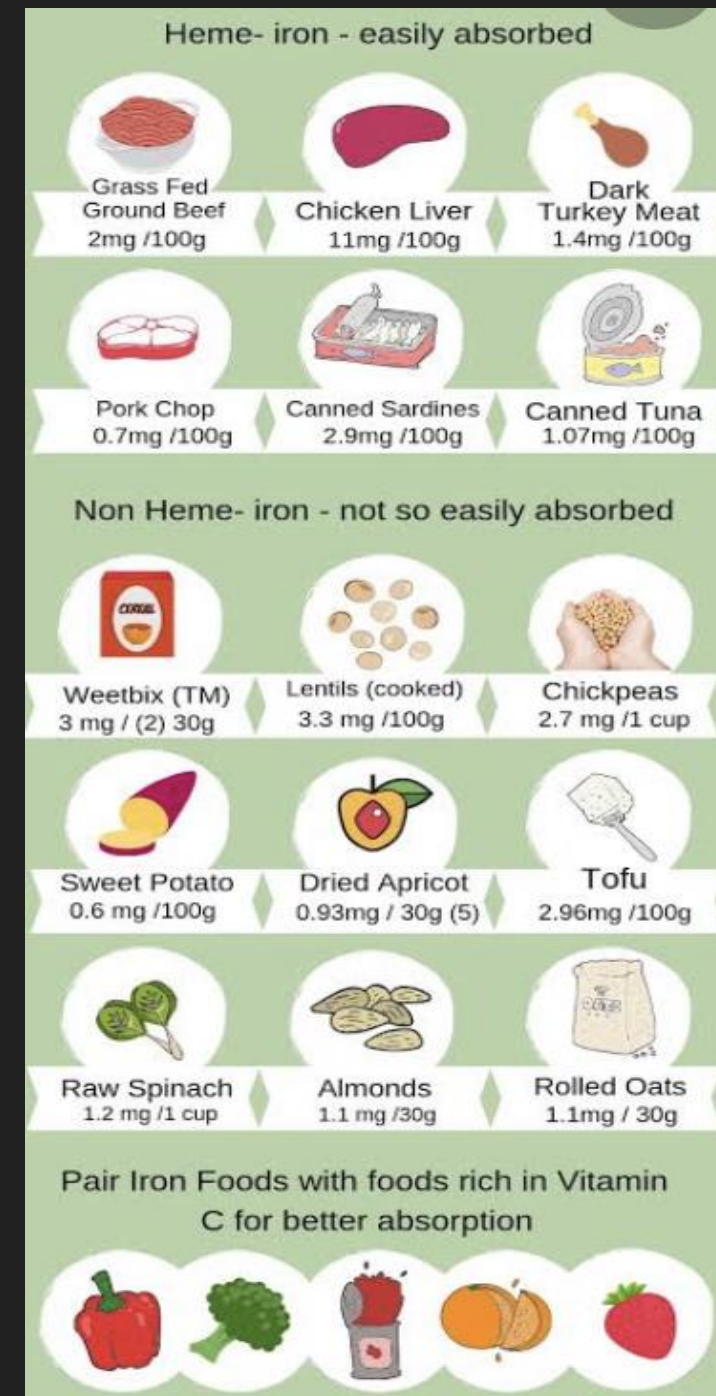 Heme- iron - easily absorbed
Grass Fed
Ground Beef
2mg /100g
Chicken Liver
11mg /100g
Dark
Turkey Meat
1.4mg /100g
Pork Chop
0.7mg /100g
Canned Sardines
2.9mg /100g
Canned Tuna
1.07mg /100g
Non Heme- iron - not so easily absorbed
CEREAL
Weetbix (TM)
3 mg / (2) 30g
Lentils (cooked)
3.3 mg /100g
Chickpeas
2.7 mg /1 cup
Sweet Potato
0.6 mg /100g
Dried Apricot
0.93mg / 30g (5)
Tofu
2.96mg /100g
Raw Spinach
1.2 mg /1 cup
Almonds
1.1 mg /30g
Rolled Oats
1.1mg / 30g
Pair Iron Foods with foods rich in Vitamin
C for better absorption